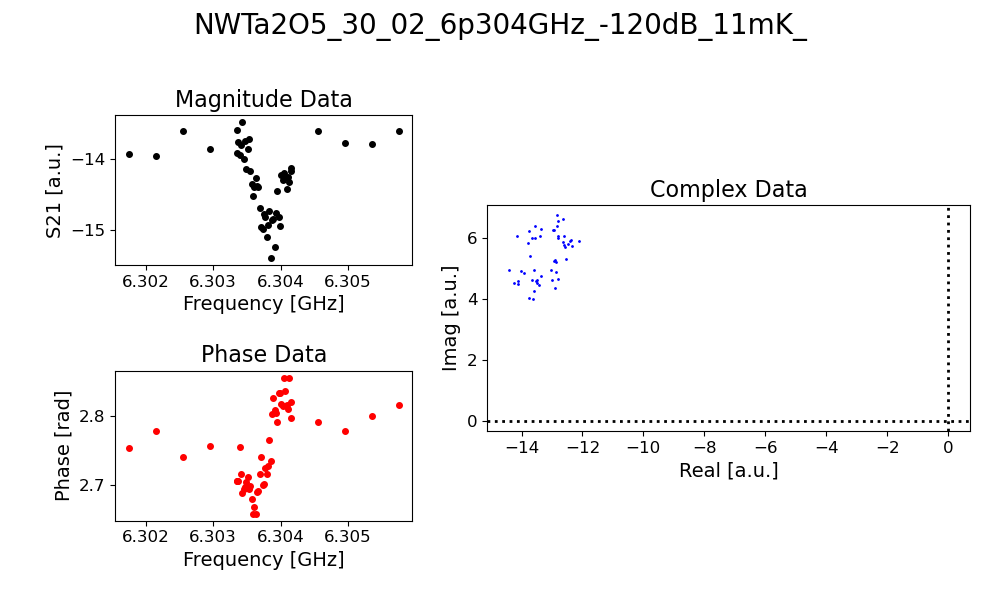 NWTa2O5_30_02_6p304GHz_-120dB_11mK_
Magnitude Data
S21 [a.u.]
−14
−15
6.302 6.303 6.304 6.305
Frequency [GHz]
Phase Data
Phase [rad]
2.8
2.7
6.302 6.303 6.304 6.305
Frequency [GHz]
Complex Data
Imag [a.u.]
6
4
2
0
−14 −12 −10 −8 −6 −4 −2 0
Real [a.u.]